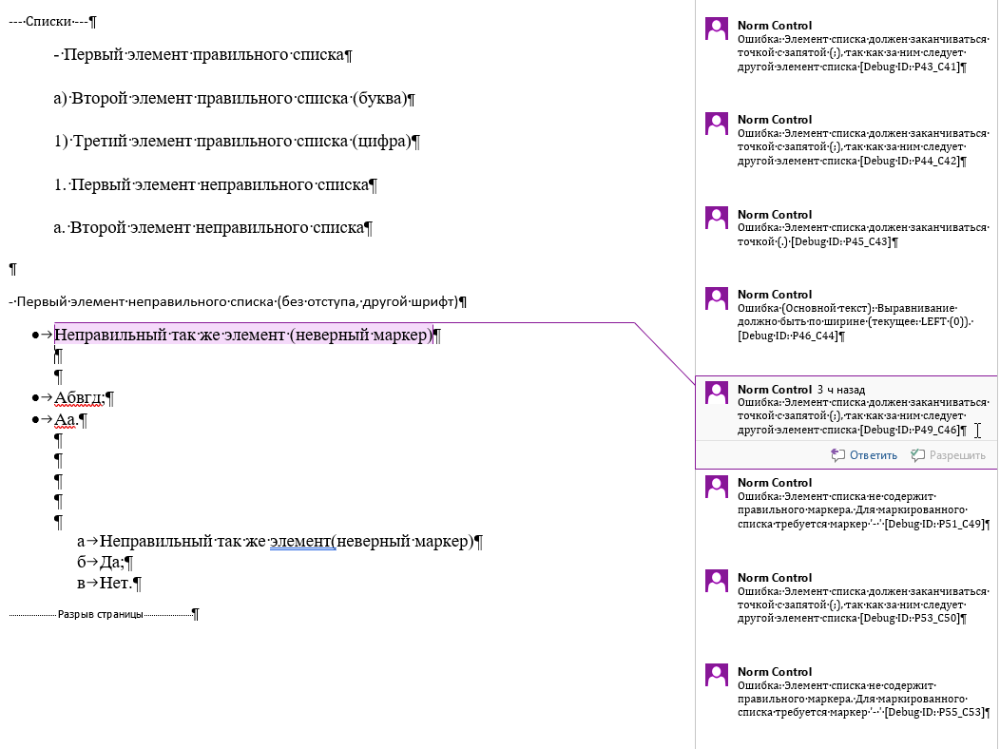 --- Списки ---¶
- Первый элемент правильного списка¶
а) Второй элемент правильного списка (буква)¶
1) Третий элемент правильного списка (цифра)¶
1. Первый элемент неправильного списка¶
а. Второй элемент неправильного списка¶
¶
- Первый элемент неправильного списка (без отступа, другой шрифт)¶
●→Неправильный так же элемент (неверный маркер)¶
¶
¶
●→Абвгд;¶
●→Аа.¶
¶
¶
¶
¶
¶
а→Неправильный так же элемент(неверный маркер)¶
б→Да;¶
в→Нет.¶
Разрыв страницы¶
Norm Control
Ошибка: Элемент списка должен заканчиваться
точкой с запятой (;), так как за ним следует
другой элемент списка [Debug ID: P43_C41]¶
Norm Control
Ошибка: Элемент списка должен заканчиваться
точкой с запятой (;), так как за ним следует
другой элемент списка [Debug ID: P44_C42]¶
Norm Control
Ошибка: Элемент списка должен заканчиваться
точкой (.) [Debug ID: P45_C43]¶
Norm Control
Ошибка (Основной текст): Выравнивание
должно быть по ширине (текущее: LEFT (0)).
[Debug ID: P46_C44]¶
Norm Control 3 ч назад
Ошибка: Элемент списка должен заканчиваться
точкой с запятой (;), так как за ним следует
другой элемент списка [Debug ID: P49_C46]¶
Ответить Разрешить
Norm Control
Ошибка: Элемент списка не содержит
правильного маркера. Для маркированного
списка требуется маркер '- ' [Debug ID: P51_C49]¶
Norm Control
Ошибка: Элемент списка должен заканчиваться
точкой с запятой (;), так как за ним следует
другой элемент списка [Debug ID: P53_C50]¶
Norm Control
Ошибка: Элемент списка не содержит
правильного маркера. Для маркированного
списка требуется маркер '- ' [Debug ID: P55_C53]¶